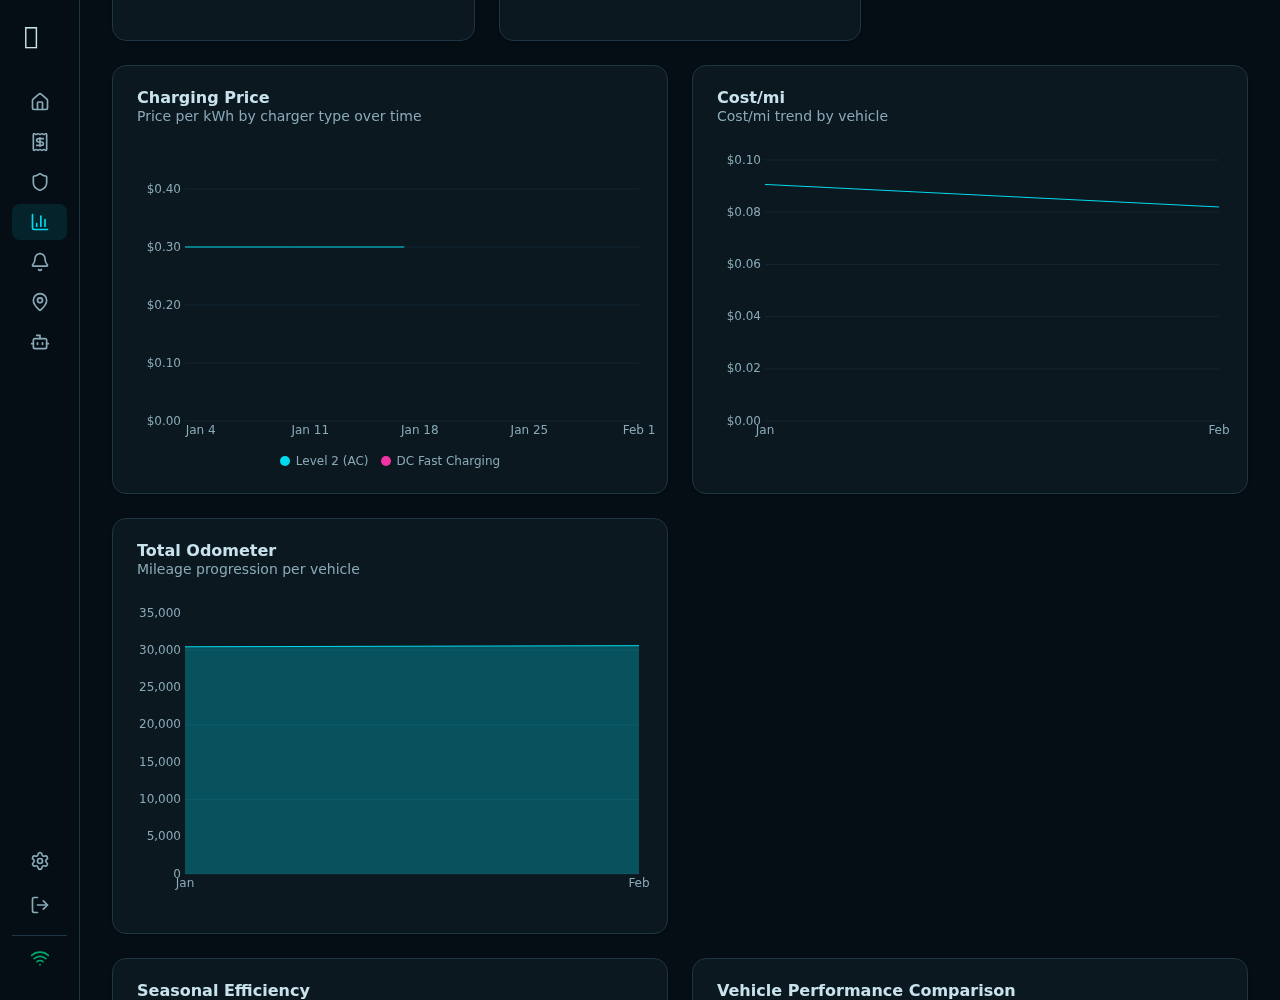 Charging Price
Price per kWh by charger type over time
$0.40
$0.30
$0.20
$0.10
$0.00
Jan 4 Jan 11 Jan 18 Jan 25 Feb 1
Level 2 (AC) DC Fast Charging
Cost/mi
Cost/mi trend by vehicle
$0.10
$0.08
$0.06
$0.04
$0.02
$0.00
Jan Feb
Total Odometer
Mileage progression per vehicle
35,000
30,000
25,000
20,000
15,000
10,000
5,000
0
Jan Feb
Seasonal Efficiency
Vehicle Performance Comparison